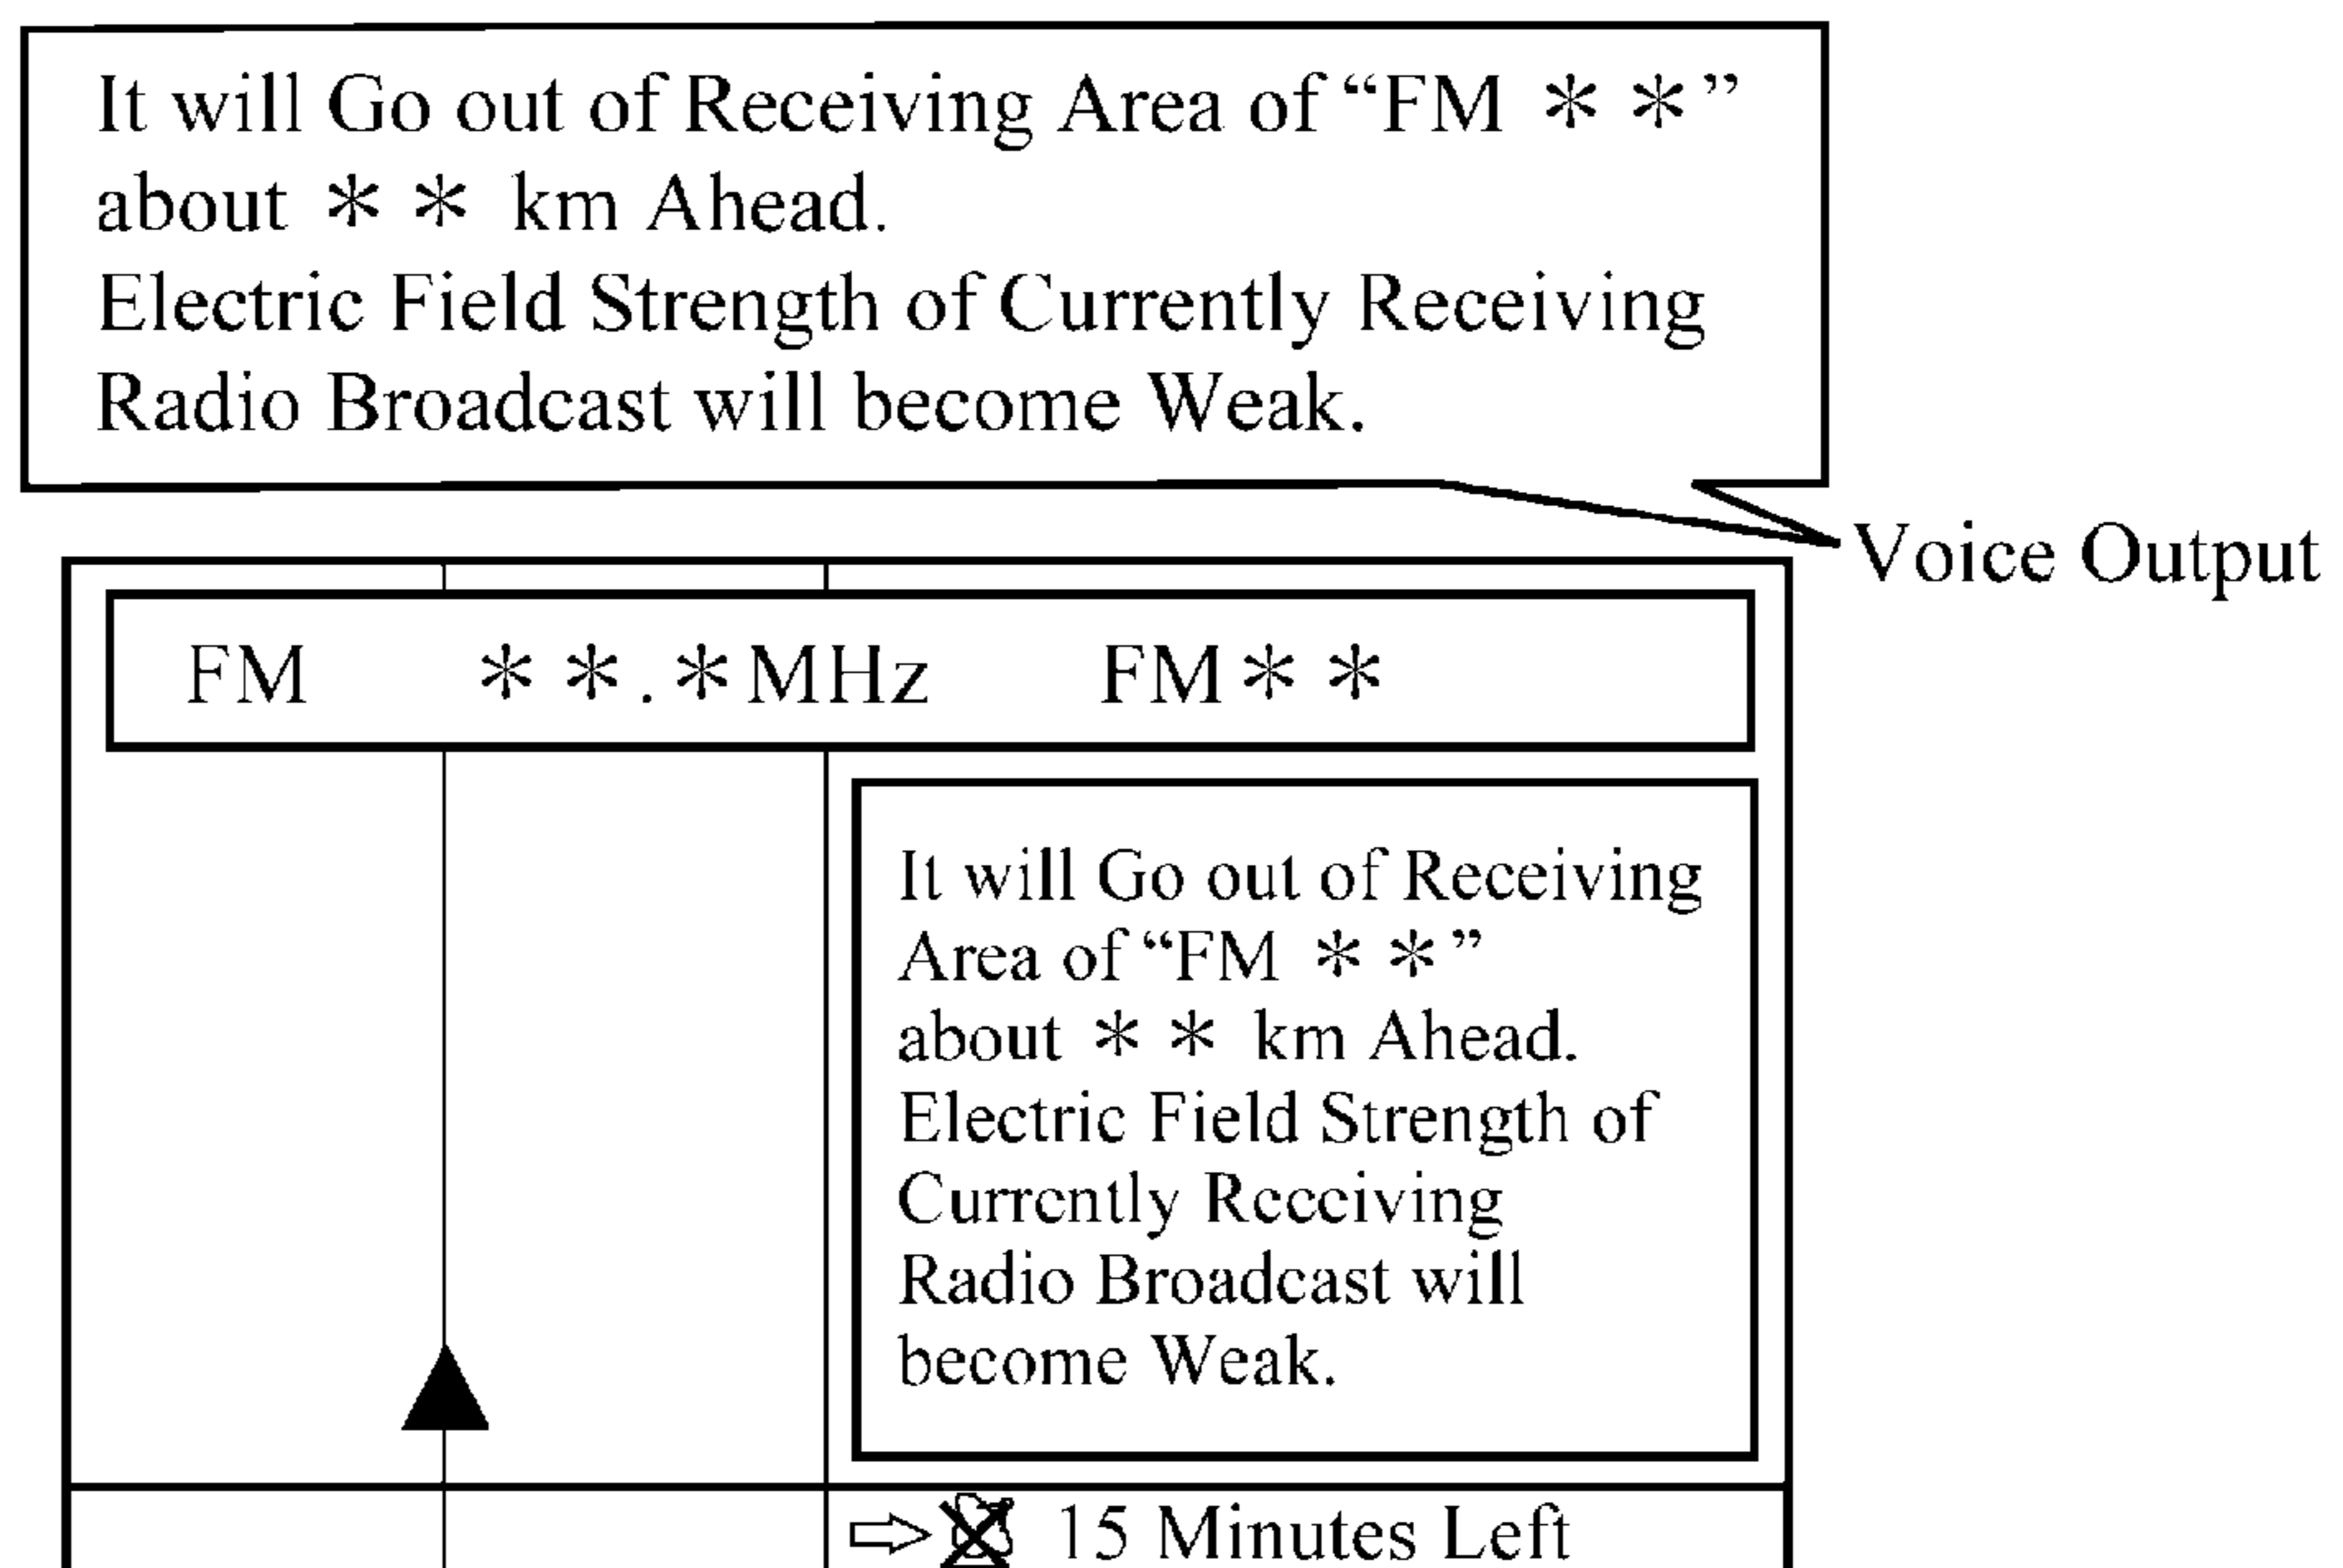 It will Go out of Receiving Area of “FM ＊＊”
about ＊＊ km Ahead.
Electric Field Strength of Currently Receiving
Radio Broadcast will become Weak.
Voice Output
FM ＊＊.＊MHz FM＊＊
It will Go out of Receiving
Area of “FM ＊＊”
about ＊＊ km Ahead.
Electric Field Strength of
Currently Receiving
Radio Broadcast will
become Weak.
15 Minutes Left